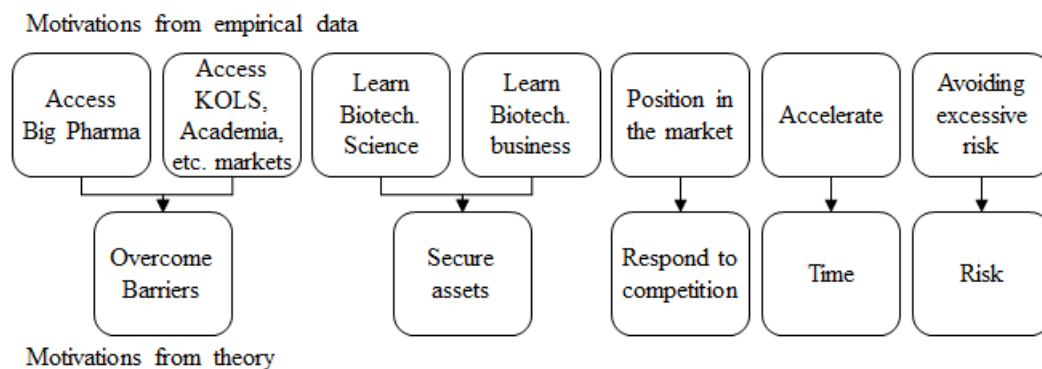 Motivations from empirical data
Access
Big Pharma
Access
KOLS,
Academia,
etc. markets
Learn
Biotech.
Science
Learn
Biotech.
business
Position in
the market
Accelerate
Avoiding
excessive
risk
Overcome
Barriers
Secure
assets
Respond to
competition
Time
Risk
Motivations from theory